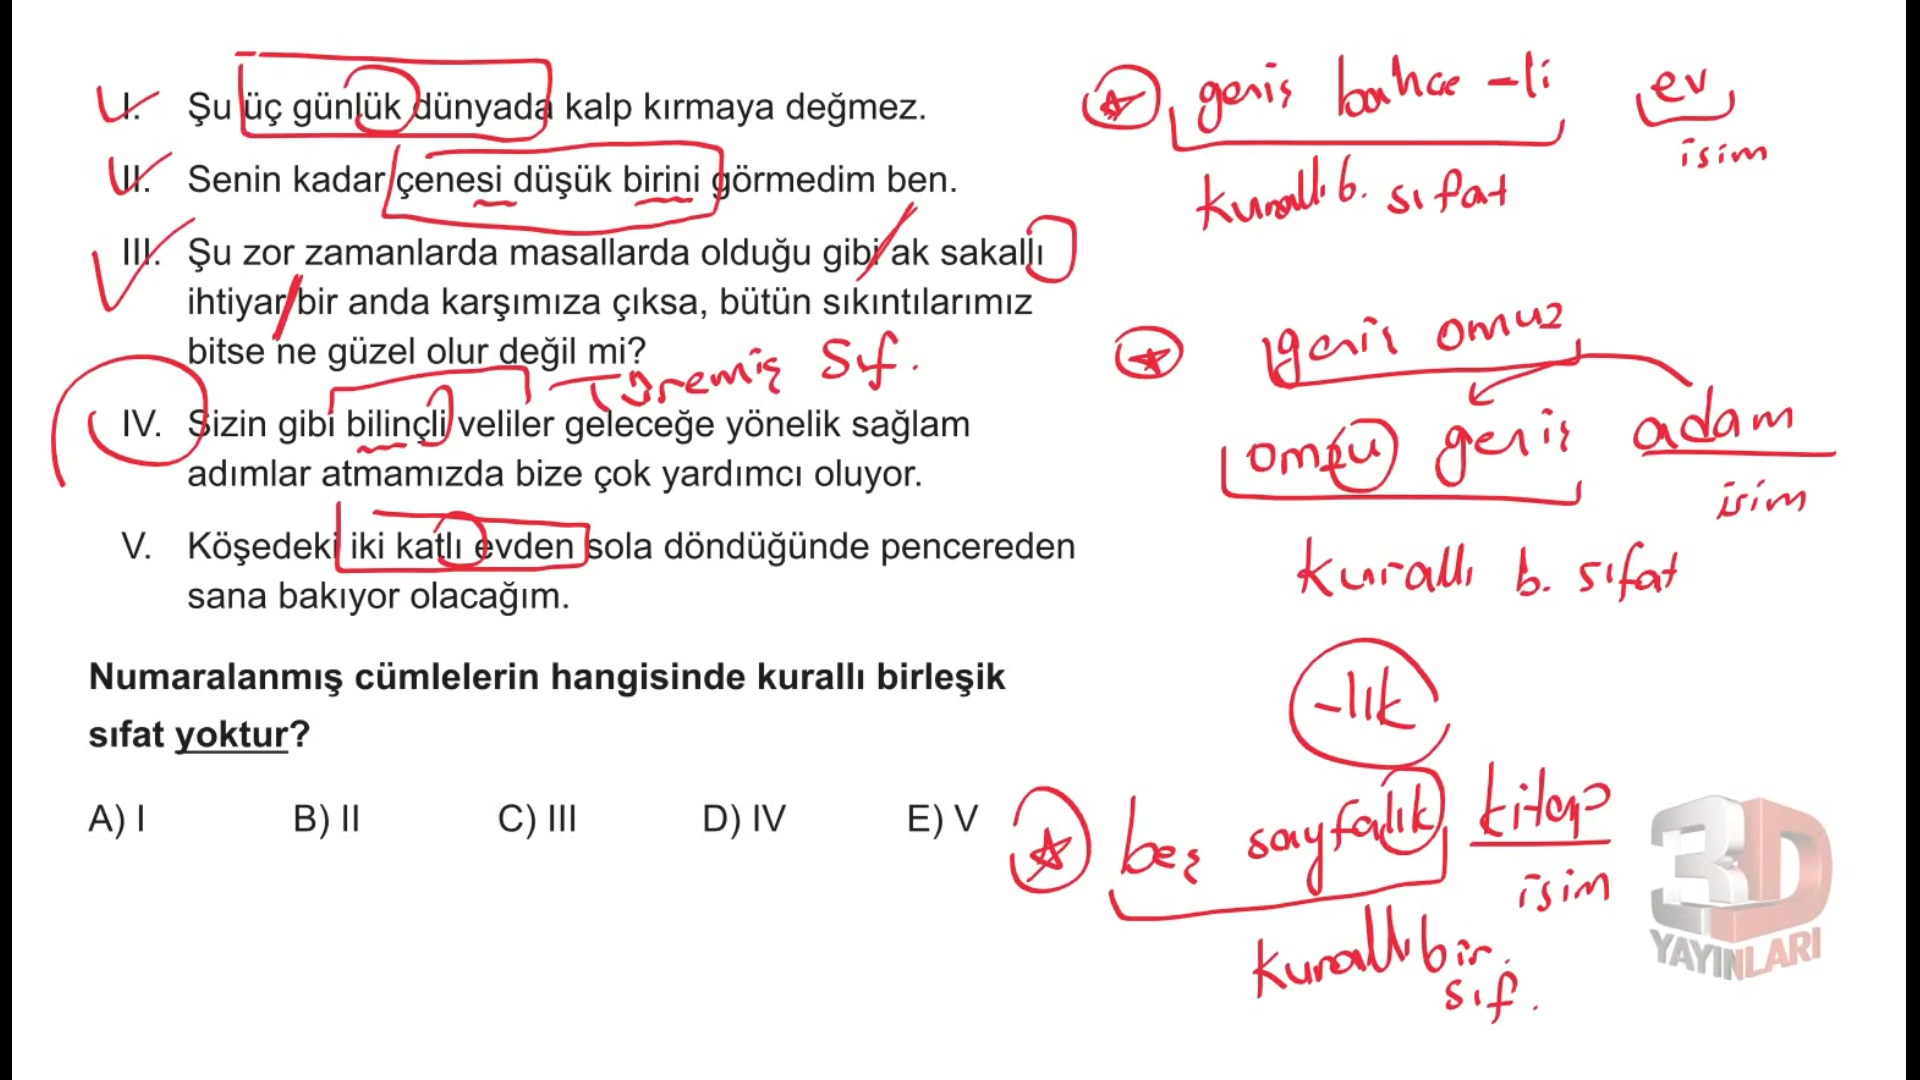 I. Şu üç günlük dünyada kalp kırmaya değmez.
II. Senin kadar çenesi düşük birini görmedim ben.
III. Şu zor zamanlarda masallarda olduğu gibi ak sakallı
ihtiyar bir anda karşımıza çıksa, bütün sıkıntılarımız
bitse ne güzel olur değil mi?
Türemiş Sıf.
IV. Sizin gibi bilinçli veliler geleceğe yönelik sağlam
adımlar atmamızda bize çok yardımcı oluyor.
V. Köşedeki iki katlı evden sola döndüğünde pencereden
sana bakıyor olacağım.
Numaralanmış cümlelerin hangisinde kurallı birleşik
sıfat yoktur?
A) I B) II C) III D) IV E) V
geniş bahçe -li ev
isim
kurallı b. sıfat
geniş omuz
omzu geniş adam
isim
kurallı b. sıfat
-lık
beş sayfalık kitap
isim
kurallı bir.
sıf.
3D
YAYINLARI